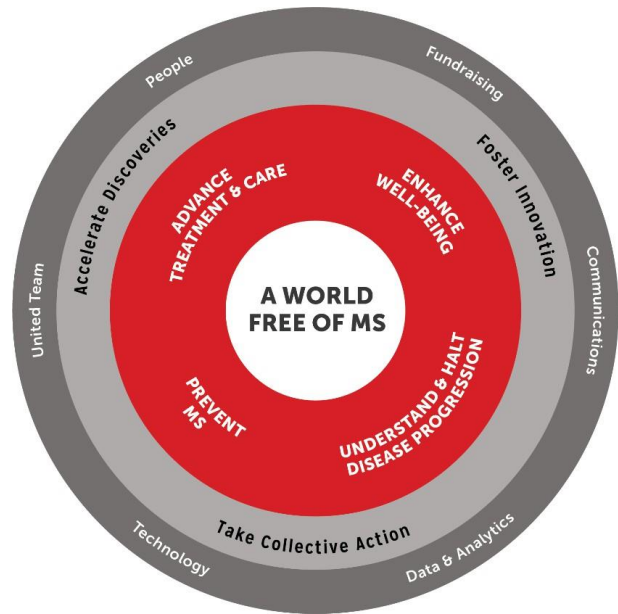 People
Fundraising
Accelerate Discoveries
Foster Innovation
ADVANCE
TREATMENT & CARE
ENHANCE
WELL-BEING
United Team
A WORLD
FREE OF MS
Communications
PREVENT
MS
UNDERSTAND & HALT
DISEASE PROGRESSION
Take Collective Action
Technology
Data & Analytics